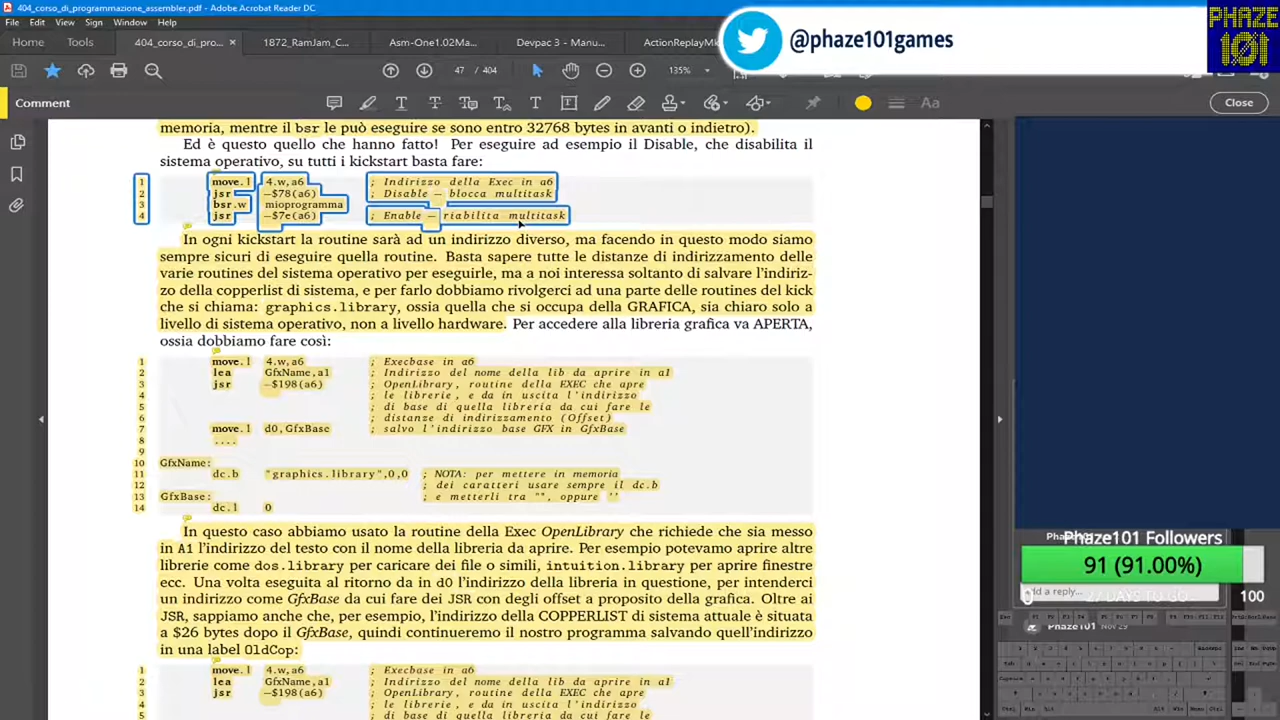 404_corso_di_programmazione_assembler.pdf - Adobe Acrobat Reader DC
File Edit View Sign Window Help
Home Tools 404_corso_di_pro... × 1872_RamJam_C... Asm-One1.02Ma... Devpac 3 - Manu... ActionReplayMk
@phaze101games
PHAZE
101
47 / 404 135%
Comment
Close
memoria, mentre il bsr le può eseguire se sono entro 32768 bytes in avanti o indietro).
Ed è questo quello che hanno fatto! Per eseguire ad esempio il Disable, che disabilita il
sistema operativo, su tutti i kickstart basta fare:
1 move.l 4.w,a6 ; Indirizzo della Exec in a6
2 jsr -$78(a6) ; Disable - blocca multitask
3 bsr.w mioprogramma
4 jsr -$7e(a6) ; Enable - riabilita multitask
In ogni kickstart la routine sarà ad un indirizzo diverso, ma facendo in questo modo siamo
sempre sicuri di eseguire quella routine. Basta sapere tutte le distanze di indirizzamento delle
varie routines del sistema operativo per eseguirle, ma a noi interessa soltanto di salvare l'indiriz-
zo della copperlist di sistema, e per farlo dobbiamo rivolgerci ad una parte delle routines del kick
che si chiama: graphics.library, ossia quella che si occupa della GRAFICA, sia chiaro solo a
livello di sistema operativo, non a livello hardware. Per accedere alla libreria grafica va APERTA,
ossia dobbiamo fare così:
1 move.l 4.w,a6 ; Execbase in a6
2 lea GfxName,a1 ; Indirizzo del nome della lib da aprire in a1
3 jsr -$198(a6) ; OpenLibrary, routine della EXEC che apre
4 ; le librerie, e da in uscita l'indirizzo
5 ; di base di quella libreria da cui fare le
6 ; distanze di indirizzamento (Offset)
7 move.l d0,GfxBase ; salvo l'indirizzo base GFX in GfxBase
8 ....
9
10 GfxName:
11 dc.b "graphics.library",0,0 ; NOTA: per mettere in memoria
12 ; dei caratteri usare sempre il dc.b
13 GfxBase: ; e metterli tra "", oppure ''
14 dc.l 0
In questo caso abbiamo usato la routine della Exec OpenLibrary che richiede che sia messo
in A1 l'indirizzo del testo con il nome della libreria da aprire. Per esempio potevamo aprire altre
librerie come dos.library per caricare dei file o simili, intuition.library per aprire finestre
ecc. Una volta eseguita al ritorno da in d0 l'indirizzo della libreria in questione, per intenderci
un indirizzo come GfxBase da cui fare dei JSR con degli offset a proposito della grafica. Oltre ai
JSR, sappiamo anche che, per esempio, l'indirizzo della COPPERLIST di sistema attuale è situata
a $26 bytes dopo il GfxBase, quindi continueremo il nostro programma salvando quell'indirizzo
in una label OldCop:
1 move.l 4.w,a6 ; Execbase in a6
2 lea GfxName,a1 ; Indirizzo del nome della lib da aprire in a1
3 jsr -$198(a6) ; OpenLibrary, routine della EXEC che apre
4 ; le librerie, e da in uscita l'indirizzo
5 ; di base di quella libreria da cui fare le
Phaze101 Followers
91 (91.00%)
Add a reply...
0 27 DAYS TO GO 100
Phaze101 Nov 29